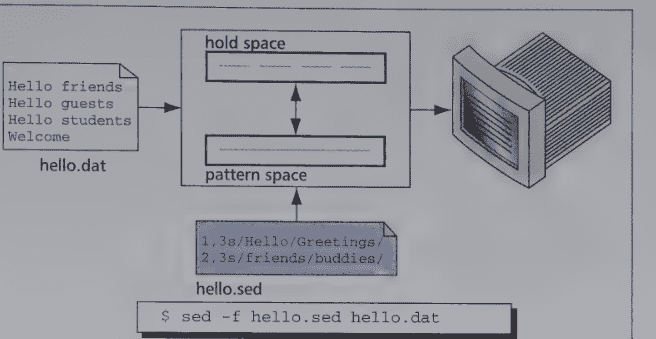 hold space
Hello friends
Hello guests
Hello students
Welcome
hello.dat
pattern space
1,3s/Hello/Greetings/
2,3s/friends/buddies/
hello.sed
$ sed -f hello.sed hello.dat